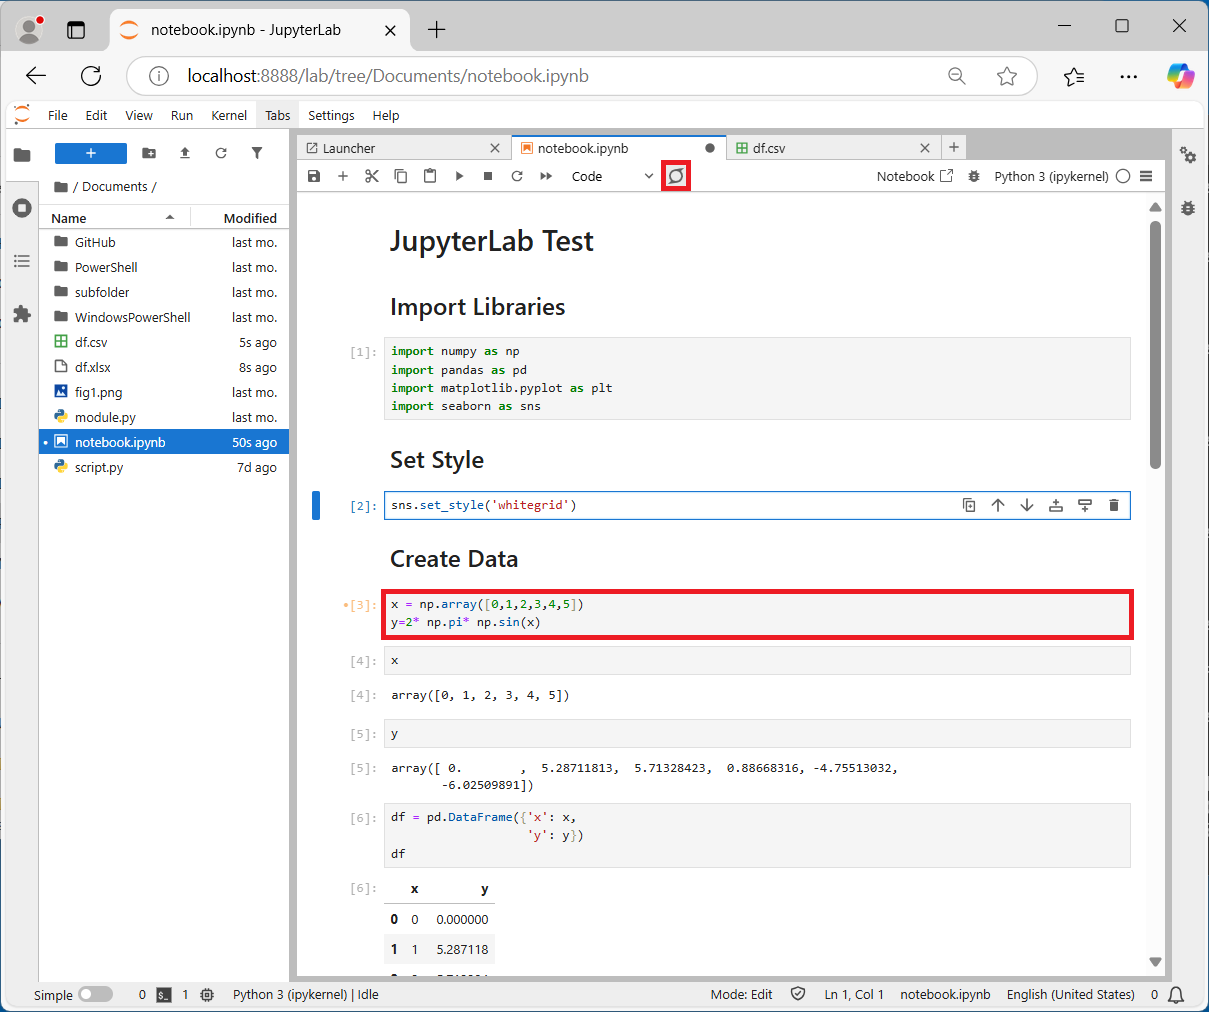 notebook.ipynb - JupyterLab
localhost:8888/lab/tree/Documents/notebook.ipynb
File Edit View Run Kernel Tabs Settings Help
Launcher notebook.ipynb df.csv
/ Documents /
Code Notebook Python 3 (ipykernel)
Name Modified
GitHub last mo.
PowerShell last mo.
subfolder last mo.
WindowsPowerShell last mo.
df.csv 5s ago
df.xlsx 8s ago
fig1.png last mo.
module.py last mo.
notebook.ipynb 50s ago
script.py 7d ago
JupyterLab Test
Import Libraries
[1]: import numpy as np
import pandas as pd
import matplotlib.pyplot as plt
import seaborn as sns
Set Style
[2]: sns.set_style('whitegrid')
Create Data
[3]: x = np.array([0,1,2,3,4,5])
y=2* np.pi* np.sin(x)
[4]: x
[4]: array([0, 1, 2, 3, 4, 5])
[5]: y
[5]: array([ 0.        ,  5.28711813,  5.71328423,  0.88668316, -4.75513032,
-6.02509891])
[6]: df = pd.DataFrame({'x': x,
'y': y})
df
[6]: x y
0 0 0.000000
1 1 5.287118
Simple 0 $_ 1 Python 3 (ipykernel) | Idle Mode: Edit Ln 1, Col 1 notebook.ipynb English (United States) 0